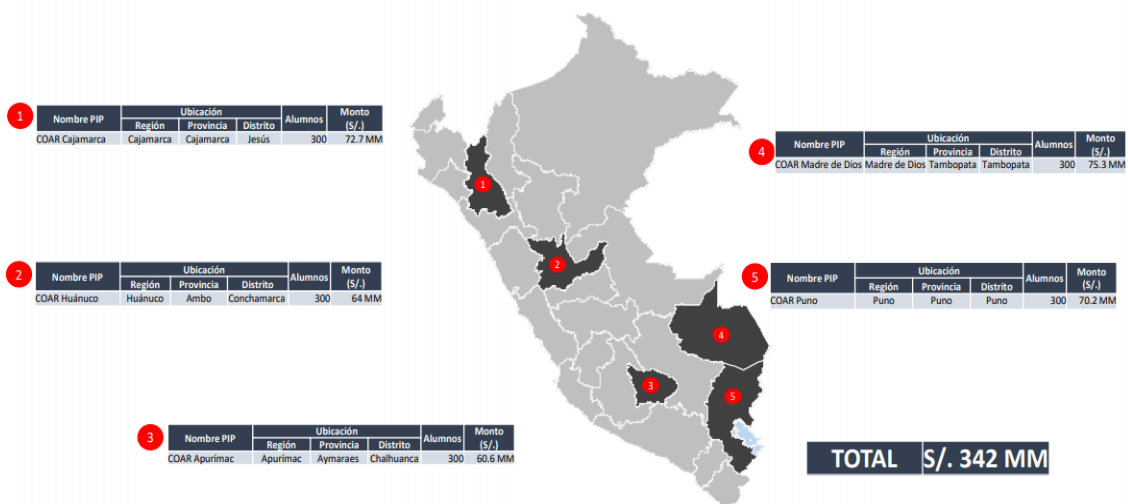 1
Nombre PIP Ubicación Alumnos Monto (S/.)
Región Provincia Distrito
COAR Cajamarca Cajamarca Cajamarca Jesús 300 72.7 MM
2
Nombre PIP Ubicación Alumnos Monto (S/.)
Región Provincia Distrito
COAR Huánuco Huánuco Ambo Conchamarca 300 64 MM
3
Nombre PIP Ubicación Alumnos Monto (S/.)
Región Provincia Distrito
COAR Apurímac Apurímac Aymaraes Chalhuanca 300 60.6 MM
1
2
3
4
5
4
Nombre PIP Ubicación Alumnos Monto (S/.)
Región Provincia Distrito
COAR Madre de Dios Madre de Dios Tambopata Tambopata 300 75.3 MM
5
Nombre PIP Ubicación Alumnos Monto (S/.)
Región Provincia Distrito
COAR Puno Puno Puno Puno 300 70.2 MM
TOTAL S/. 342 MM